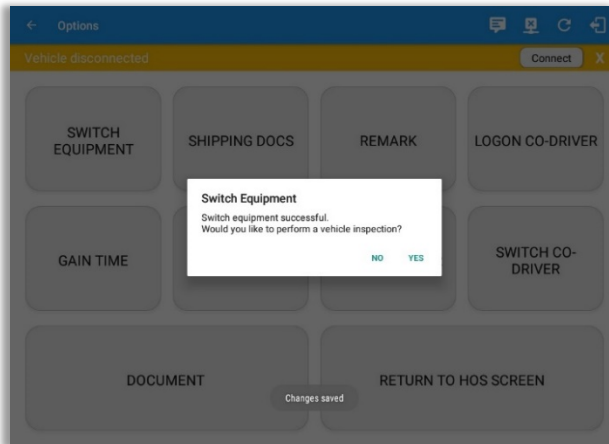 Options
Vehicle disconnected
Connect
X
SWITCH
EQUIPMENT
SHIPPING DOCS
REMARK
LOGON CO-DRIVER
Switch Equipment
Switch equipment successful.
Would you like to perform a vehicle inspection?
NO YES
GAIN TIME
SWITCH CO-
DRIVER
DOCUMENT
RETURN TO HOS SCREEN
Changes saved